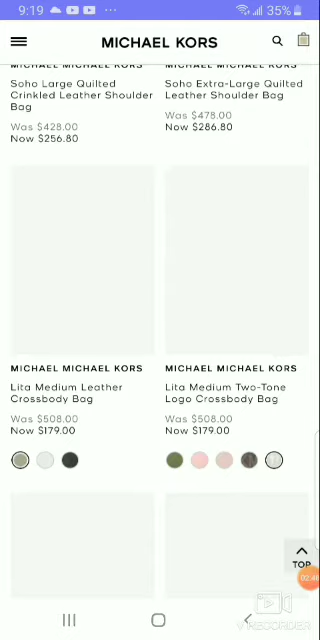 9:19
35%
MICHAEL KORS
MICHAEL MICHAEL KORS
MICHAEL MICHAEL KORS
Soho Large Quilted
Crinkled Leather Shoulder
Bag
Was $428.00
Now $256.80
Soho Extra-Large Quilted
Leather Shoulder Bag
Was $478.00
Now $286.80
MICHAEL MICHAEL KORS
Lita Medium Leather
Crossbody Bag
Was $508.00
Now $179.00
MICHAEL MICHAEL KORS
Lita Medium Two-Tone
Logo Crossbody Bag
Was $508.00
Now $179.00
TOP
RECORDER